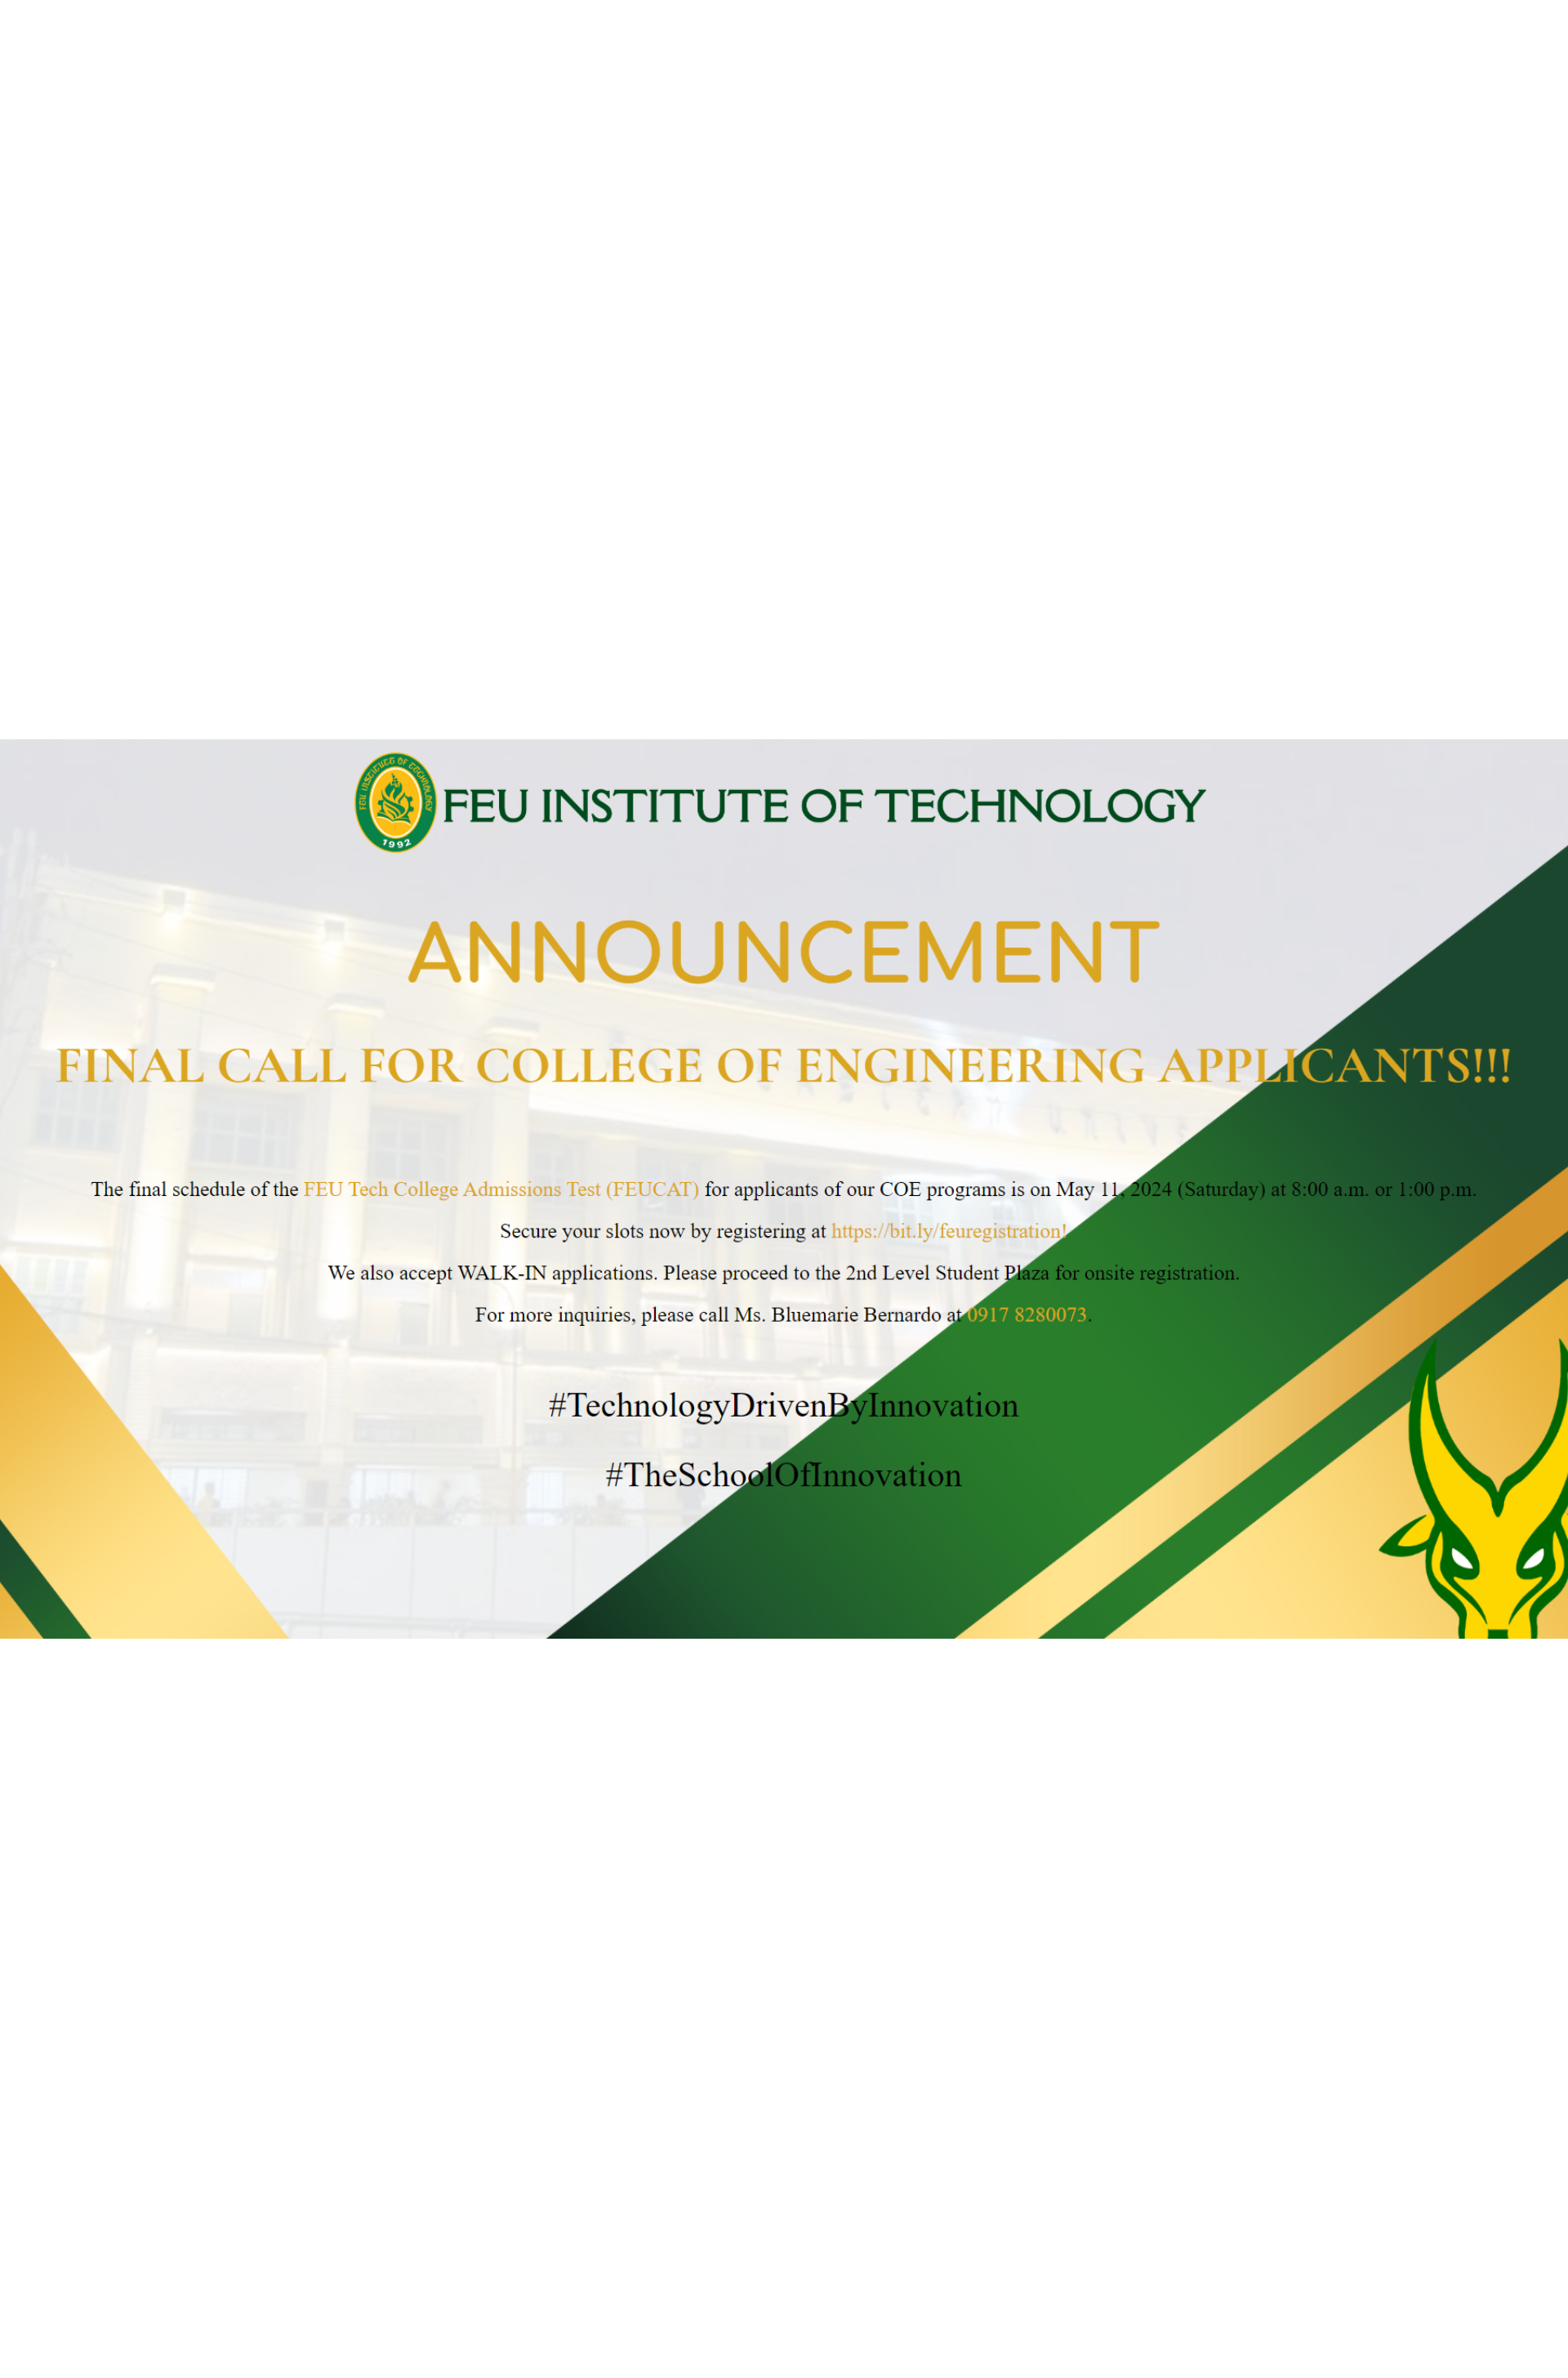 FEU INSTITUTE OF TECHNOLOGY
1992
FEU INSTITUTE OF TECHNOLOGY
ANNOUNCEMENT
FINAL CALL FOR COLLEGE OF ENGINEERING APPLICANTS!!!
The final schedule of the FEU Tech College Admissions Test (FEUCAT) for applicants of our COE programs is on May 11, 2024 (Saturday) at 8:00 a.m. or 1:00 p.m.
Secure your slots now by registering at https://bit.ly/feuregistration!
We also accept WALK-IN applications. Please proceed to the 2nd Level Student Plaza for onsite registration.
For more inquiries, please call Ms. Bluemarie Bernardo at 0917 8280073.
#TechnologyDrivenByInnovation
#TheSchoolOfInnovation